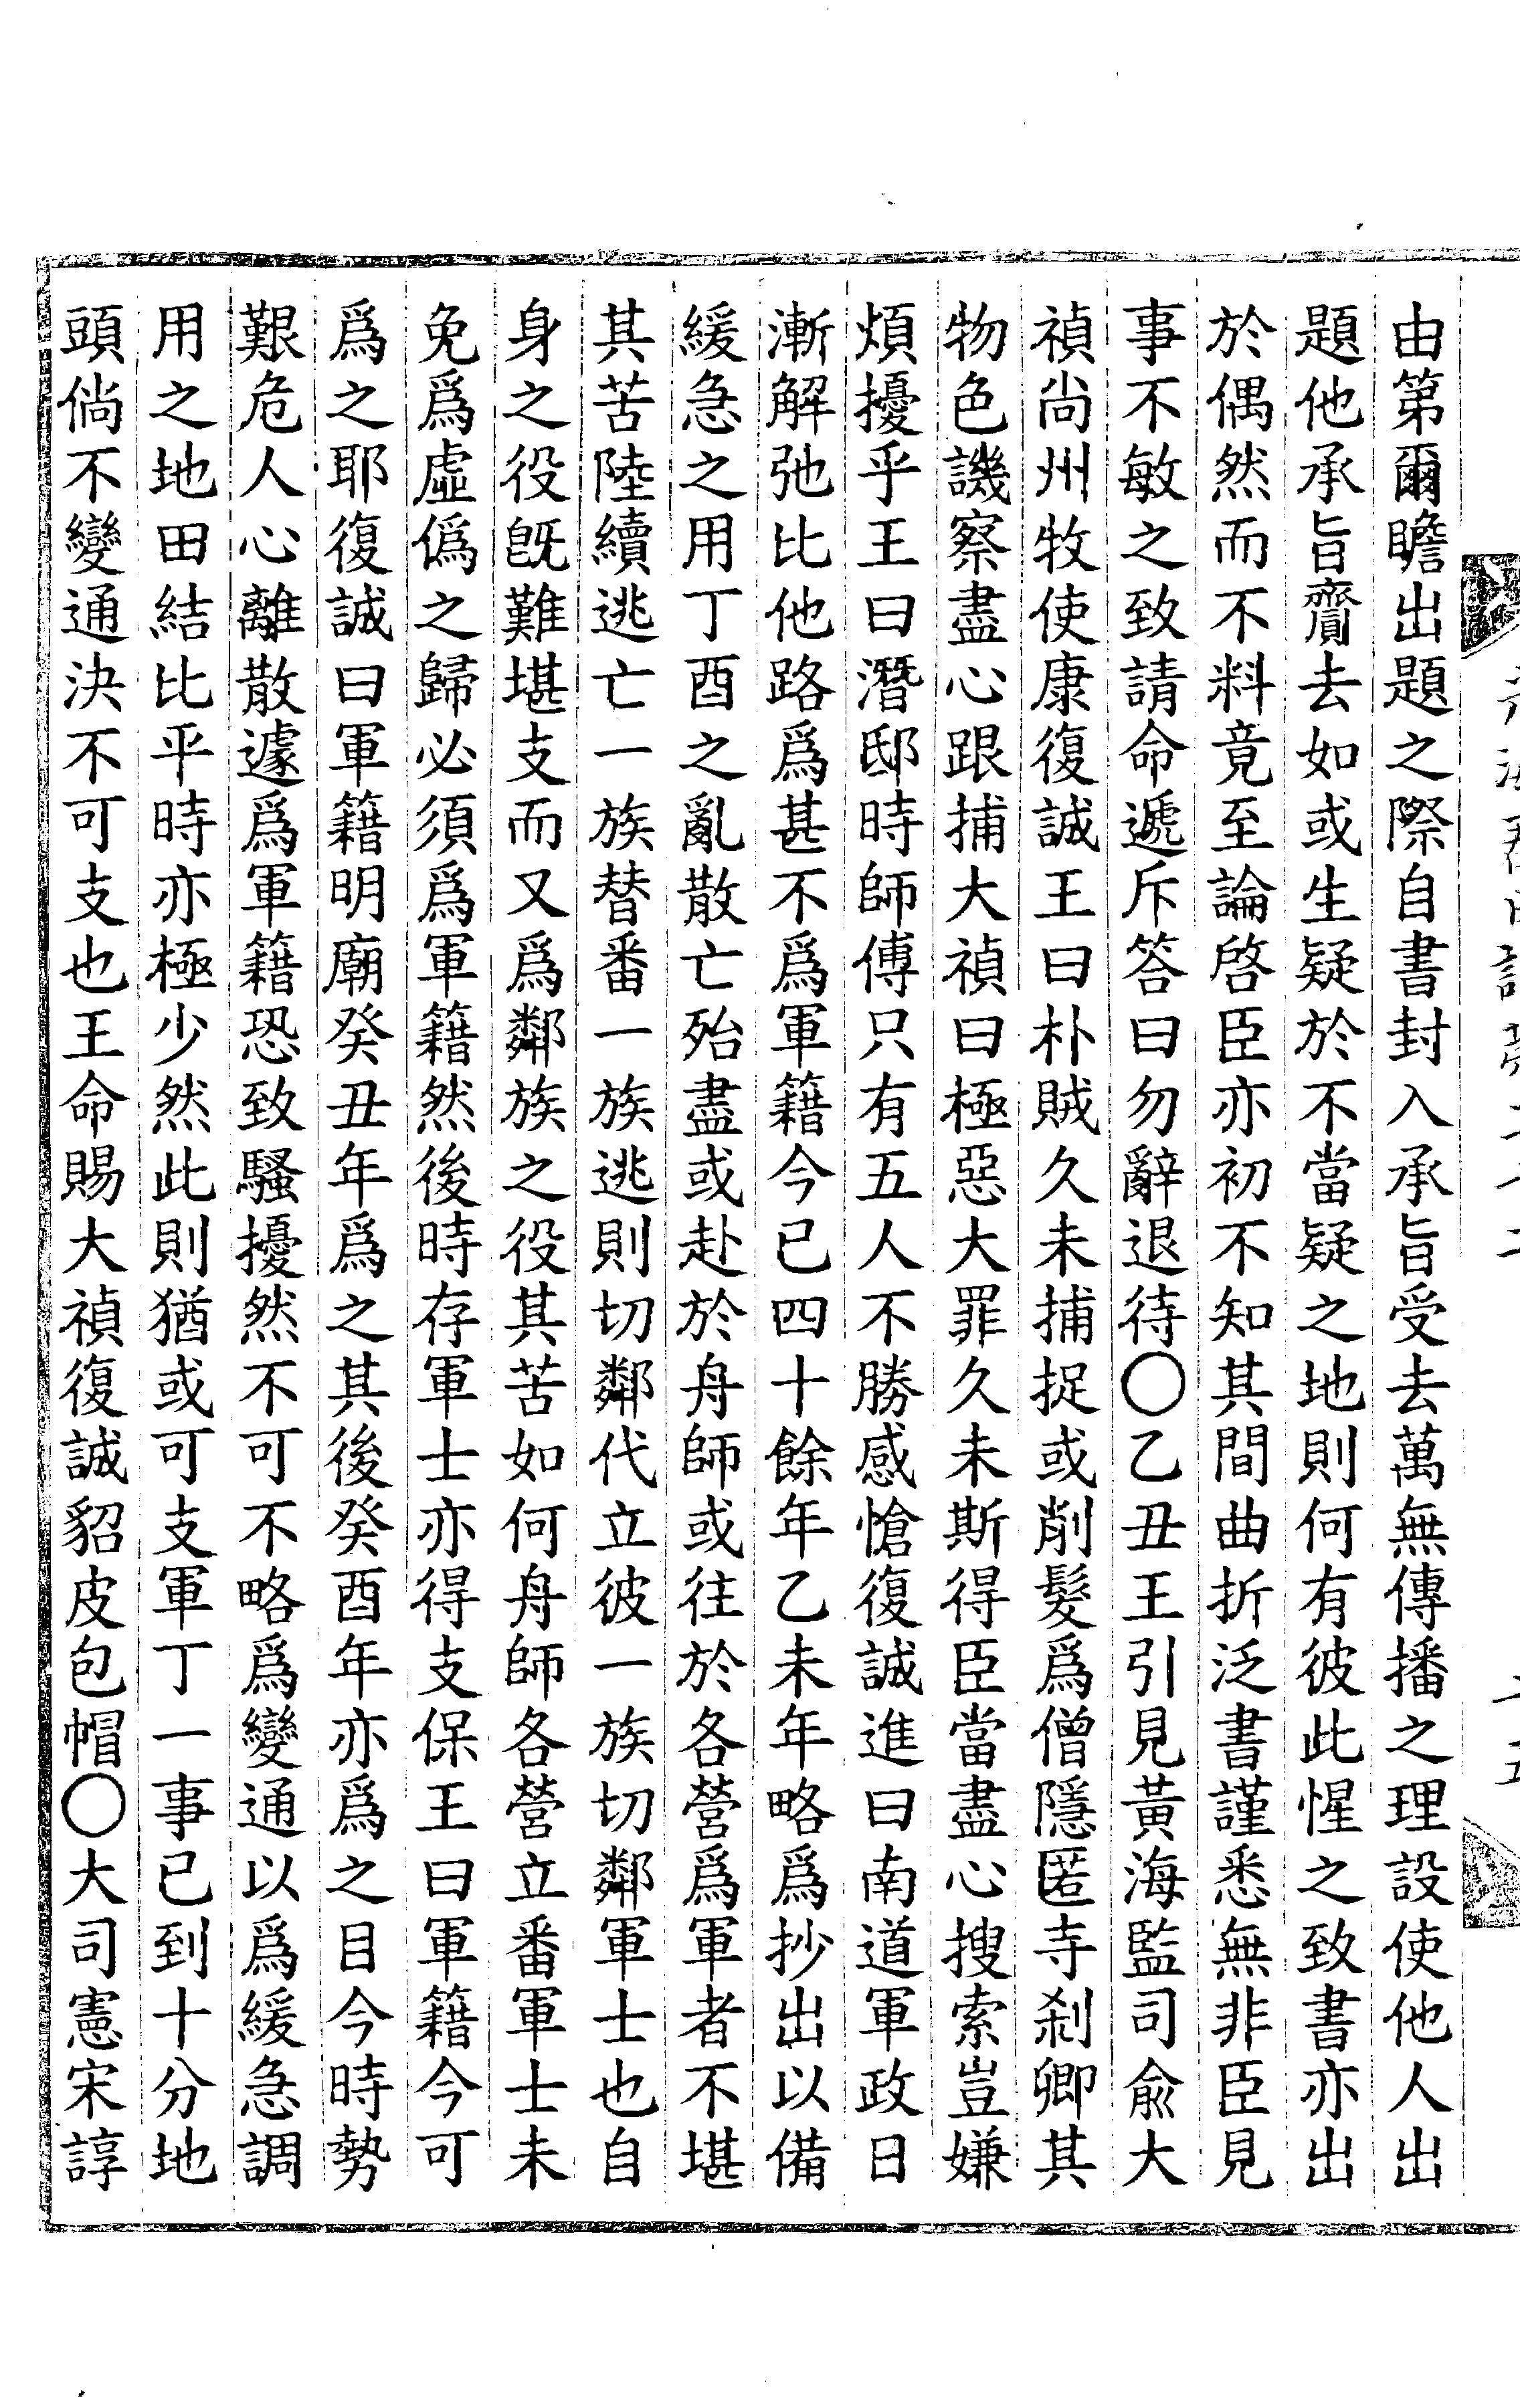 由第爾瞻出題之際自書封入承旨受去萬無傳播之理設使他人出
題他承旨齎去如或生疑於不當疑之地則何有彼此惺之致書亦出
於偶然而不料竟至論啓臣亦初不知其間曲折泛書謹悉無非臣見
事不敏之致請命遞斥答曰勿辭退待〇乙丑王引見黃海監司兪大
禎尙州牧使康復誠王曰朴賊久未捕捉或削髮爲僧隱匿寺刹卿其
物色譏察盡心跟捕大禎曰極惡大罪久未斯得臣當盡心搜索豈嫌
煩擾乎王曰潛邸時師傅只有五人不勝感愴復誠進曰南道軍政日
漸解弛比他路爲甚不爲軍籍今已四十餘年乙未年略爲抄出以備
緩急之用丁酉之亂散亡殆盡或赴於舟師或往於各營爲軍者不堪
其苦陸續逃亡一族替番一族逃則切鄰代立彼一族切鄰軍士也自
身之役旣難堪支而又爲鄰族之役其苦如何舟師各營立番軍士未
免爲虛僞之歸必須爲軍籍然後時存軍士亦得支保王曰軍籍今可
爲之耶復誠曰軍籍明廟癸丑年爲之其後癸酉年亦爲之目今時勢
艱危人心離散遽爲軍籍恐致騷擾然不可不略爲變通以爲緩急調
用之地田結比平時亦極少然此則猶或可支軍丁一事已到十分地
頭倘不變通決不可支也王命賜大禎復誠貂皮包帽〇大司憲宋諄